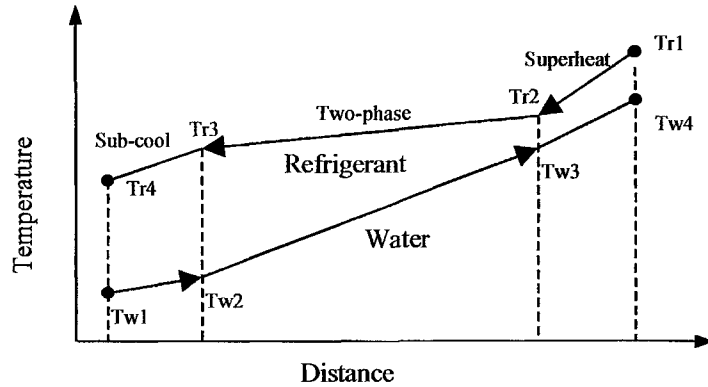 Tr1
Superheat
Tr2
Two-phase
Tr3
Tw4
Sub-cool
Refrigerant
Tr4
Tw3
Water
Tw2
Tw1
Temperature
Distance